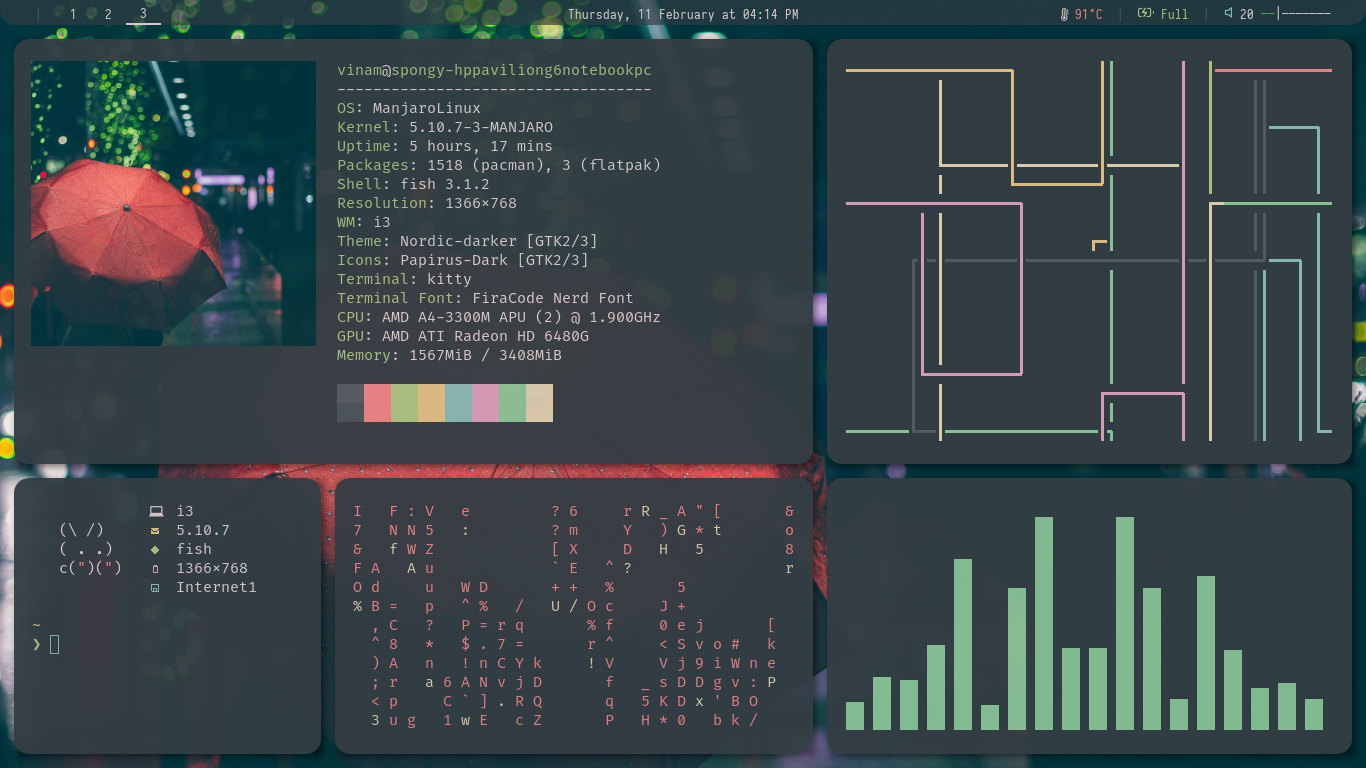 1 2 3 Thursday, 11 February at 04:14 PM 91°C Full 20
vinam@spongy-hppaviliong6notebookpc
-----------------------------------
OS: ManjaroLinux
Kernel: 5.10.7-3-MANJARO
Uptime: 5 hours, 17 mins
Packages: 1518 (pacman), 3 (flatpak)
Shell: fish 3.1.2
Resolution: 1366×768
WM: i3
Theme: Nordic-darker [GTK2/3]
Icons: Papirus-Dark [GTK2/3]
Terminal: kitty
Terminal Font: FiraCode Nerd Font
CPU: AMD A4-3300M APU (2) @ 1.900GHz
GPU: AMD ATI Radeon HD 6480G
Memory: 1567MiB / 3408MiB
i3
(\ /) 5.10.7
( . .) fish
c(")(") 1366×768
Internet1
~
❯
I F : V e ? 6 r R _ A " [ &
7 N N 5 : ? m Y ) G * t o
& f W Z [ X D H 5 8
F A A u ` E ^ ? r
O d u W D + + % 5
% B = p ^ % / U / O c J +
, C ? P = r q % f 0 e j [
^ 8 * $ . 7 = r ^ < S v o # k
) A n ! n C Y k ! V V j 9 i W n e
; r a 6 A N v j D f _ s D D g v : P
< p C ` ] . R Q q 5 K D x ' B O
3 u g 1 w E c Z P H * 0 b k /